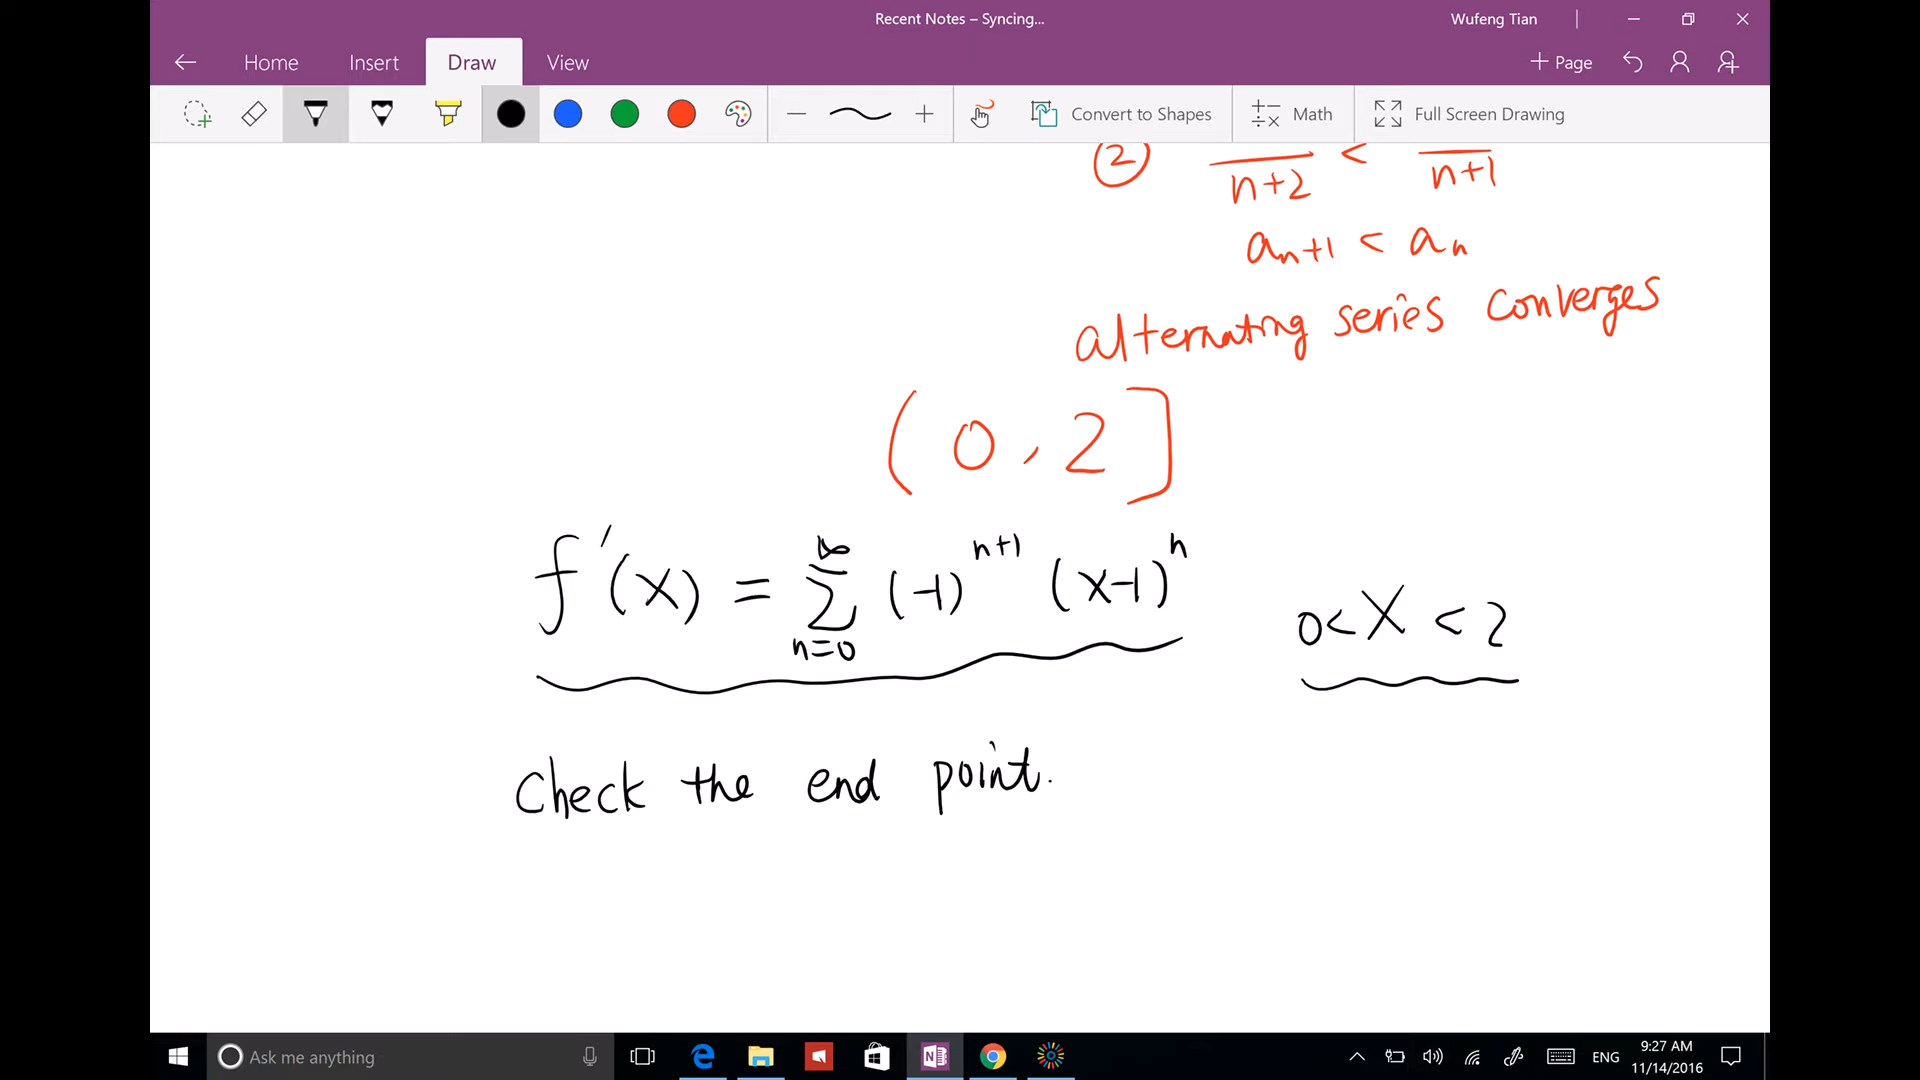 Recent Notes – Syncing...
Wufeng Tian
Home Insert Draw View
Page
Convert to Shapes
Math
Full Screen Drawing
② n+2 < n+1
aₙ₊₁ < aₙ
alternating series converges
( 0 , 2 ]
f'(x) = ∑ₙ₌₀^∞ (-1)^(n+1) (x-1)^n
0 < X < 2
Check the end point.
Ask me anything
ENG
9:27 AM
11/14/2016